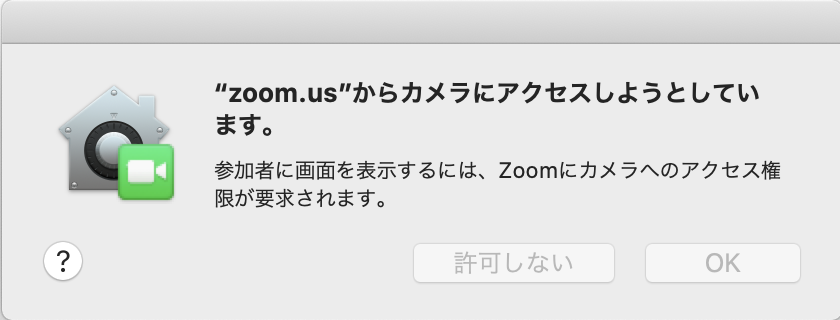 “zoom.us”からカメラにアクセスしようとしてい
ます。
参加者に画面を表示するには、Zoomにカメラへのアクセス権
限が要求されます。
?
許可しない
OK